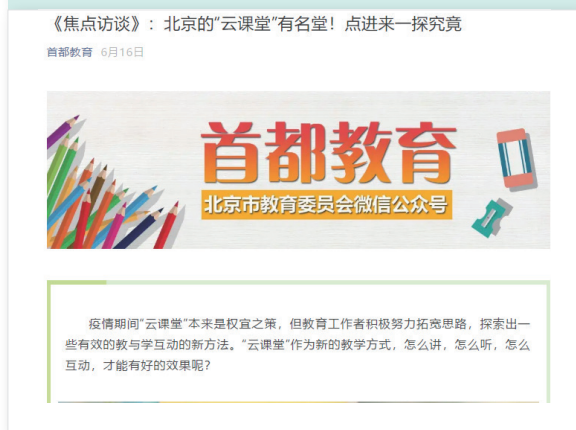 《焦点访谈》：北京的“云课堂”有名堂！点进来一探究竟
首都教育 6月16日
首都教育
北京市教育委员会微信公众号
疫情期间“云课堂”本来是权宜之策，但教育工作者积极努力拓宽思路，探索出一
些有效的教与学互动的新方法。“云课堂”作为新的教学方式，怎么讲，怎么听，怎么
互动，才能有好的效果呢？